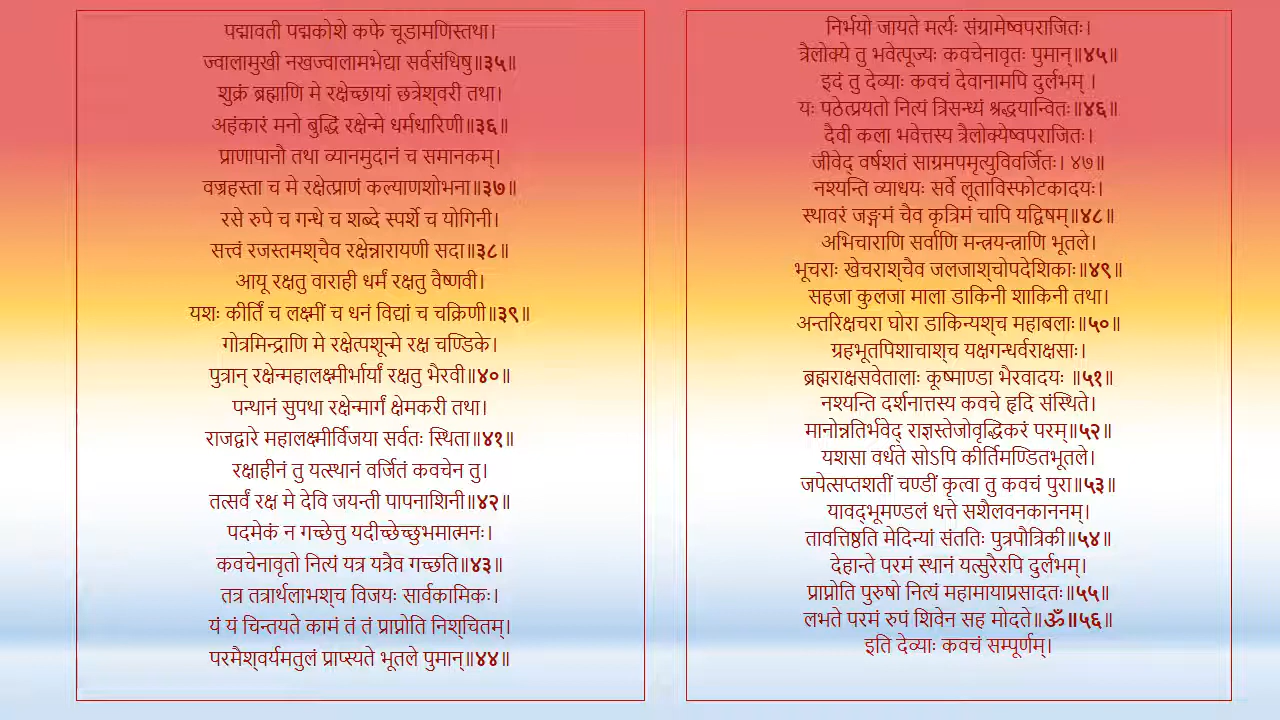 पद्मावती पद्मकोशे कफे चूडामणिस्तथा।
ज्वालामुखी नखज्वालामभेद्या सर्वसंधिषु॥३५॥
शुक्रं ब्रह्माणि मे रक्षेच्छायां छत्रेश्वरी तथा।
अहंकारं मनो बुद्धिं रक्षेन्मे धर्मधारिणी॥३६॥
प्राणापानौ तथा व्यानमुदानं च समानकम्।
वज्रहस्ता च मे रक्षेत्प्राणं कल्याणशोभना॥३७॥
रसे रुपे च गन्धे च शब्दे स्पर्शे च योगिनी।
सत्त्वं रजस्तमश्चैव रक्षेन्नारायणी सदा॥३८॥
आयू रक्षतु वाराही धर्मं रक्षतु वैष्णवी।
यशः कीर्तिं च लक्ष्मीं च धनं विद्यां च चक्रिणी॥३९॥
गोत्रमिन्द्राणि मे रक्षेत्पशून्मे रक्ष चण्डिके।
पुत्रान् रक्षेन्महालक्ष्मीर्भार्यां रक्षतु भैरवी॥४०॥
पन्थानं सुपथा रक्षेन्मार्गं क्षेमकरी तथा।
राजद्वारे महालक्ष्मीर्विजया सर्वतः स्थिता॥४१॥
रक्षाहीनं तु यत्स्थानं वर्जितं कवचेन तु।
तत्सर्वं रक्ष मे देवि जयन्ती पापनाशिनी॥४२॥
पदमेकं न गच्छेत्तु यदीच्छेच्छुभमात्मनः।
कवचेनावृतो नित्यं यत्र यत्रैव गच्छति॥४३॥
तत्र तत्रार्थलाभश्च विजयः सार्वकामिकः।
यं यं चिन्तयते कामं तं तं प्राप्नोति निश्चितम्।
परमैश्वर्यमतुलं प्राप्स्यते भूतले पुमान्॥४४॥
निर्भयो जायते मर्त्यः संग्रामेष्वपराजितः।
त्रैलोक्ये तु भवेत्पूज्यः कवचेनावृतः पुमान्॥४५॥
इदं तु देव्याः कवचं देवानामपि दुर्लभम् ।
यः पठेत्प्रयतो नित्यं त्रिसन्ध्यं श्रद्धयान्वितः॥४६॥
दैवी कला भवेत्तस्य त्रैलोक्येष्वपराजितः।
जीवेद् वर्षशतं साग्रमपमृत्युविवर्जितः। ४७॥
नश्यन्ति व्याधयः सर्वे लूताविस्फोटकादयः।
स्थावरं जङ्गमं चैव कृत्रिमं चापि यद्विषम्॥४८॥
अभिचाराणि सर्वाणि मन्त्रयन्त्राणि भूतले।
भूचराः खेचराश्चैव जलजाश्चोपदेशिकाः॥४९॥
सहजा कुलजा माला डाकिनी शाकिनी तथा।
अन्तरिक्षचरा घोरा डाकिन्यश्च महाबलाः॥५०॥
ग्रहभूतपिशाचाश्च यक्षगन्धर्वराक्षसाः।
ब्रह्मराक्षसवेतालाः कूष्माण्डा भैरवादयः ॥५१॥
नश्यन्ति दर्शनात्तस्य कवचे हृदि संस्थिते।
मानोन्नतिर्भवेद् राज्ञस्तेजोवृद्धिकरं परम्॥५२॥
यशसा वर्धते सोऽपि कीर्तिमण्डितभूतले।
जपेत्सप्तशतीं चण्डीं कृत्वा तु कवचं पुरा॥५३॥
यावद्भूमण्डलं धत्ते सशैलवनकाननम्।
तावत्तिष्ठति मेदिन्यां संततिः पुत्रपौत्रिकी॥५४॥
देहान्ते परमं स्थानं यत्सुरैरपि दुर्लभम्।
प्राप्नोति पुरुषो नित्यं महामायाप्रसादतः॥५५॥
लभते परमं रुपं शिवेन सह मोदते॥ॐ॥५६॥
इति देव्याः कवचं सम्पूर्णम्।